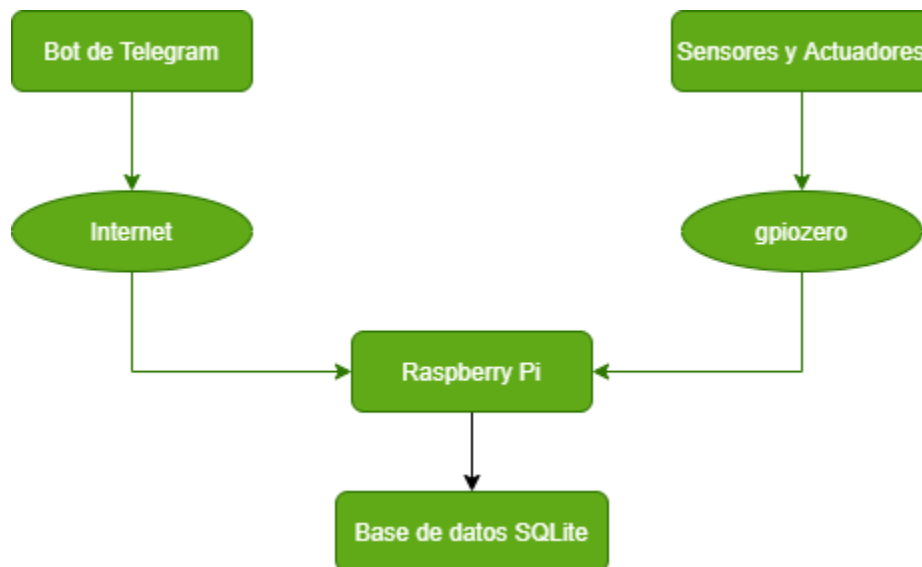 Bot de Telegram
Sensores y Actuadores
Internet
gpiozero
Raspberry Pi
Base de datos SQLite